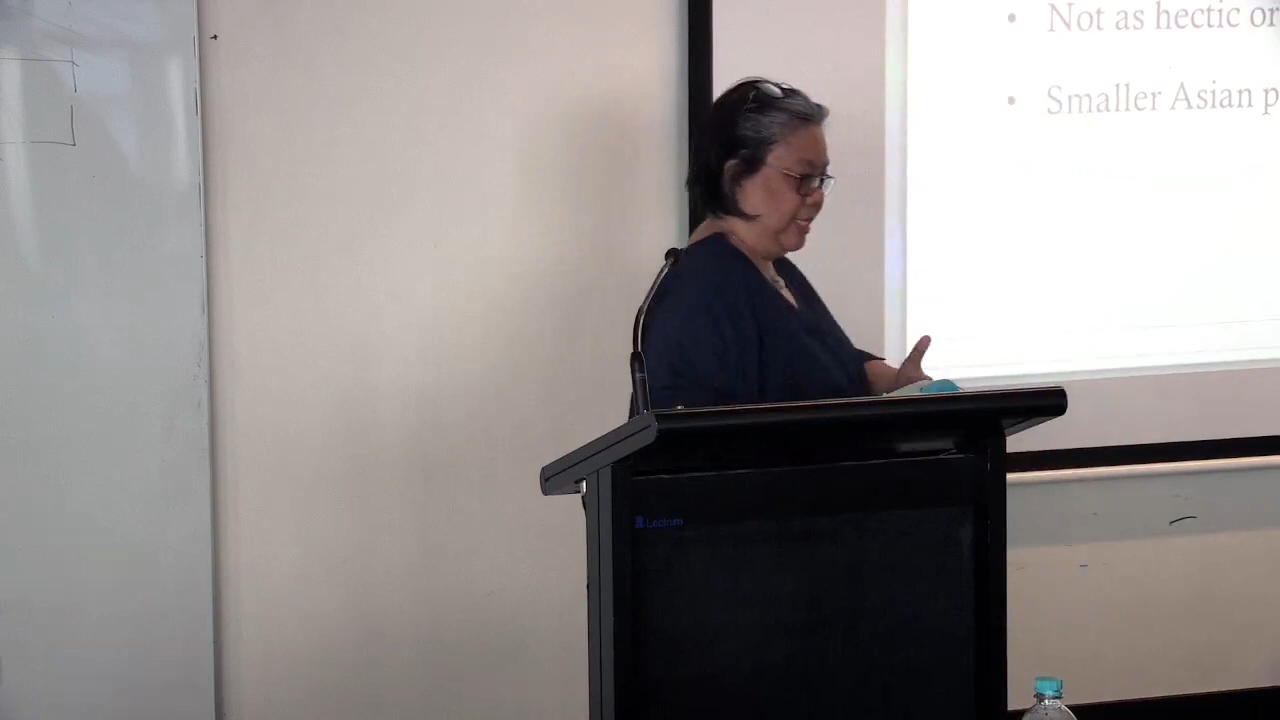 • Not as hectic or
• Smaller Asian p
Lectrum